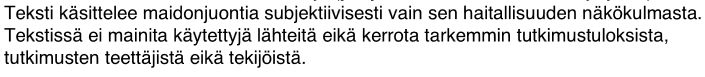 Teksti käsittelee maidonjuontia subjektiivisesti vain sen haitallisuuden näkökulmasta.
Tekstissä ei mainita käytettyjä lähteitä eikä kerrota tarkemmin tutkimustuloksista,
tutkimusten teettäjistä eikä tekijöistä.